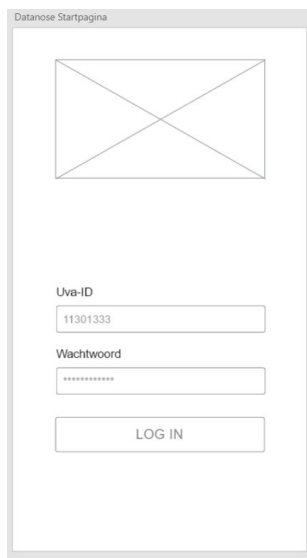 Datanose Startpagina
Uva-ID
11301333
Wachtwoord
************
LOG IN